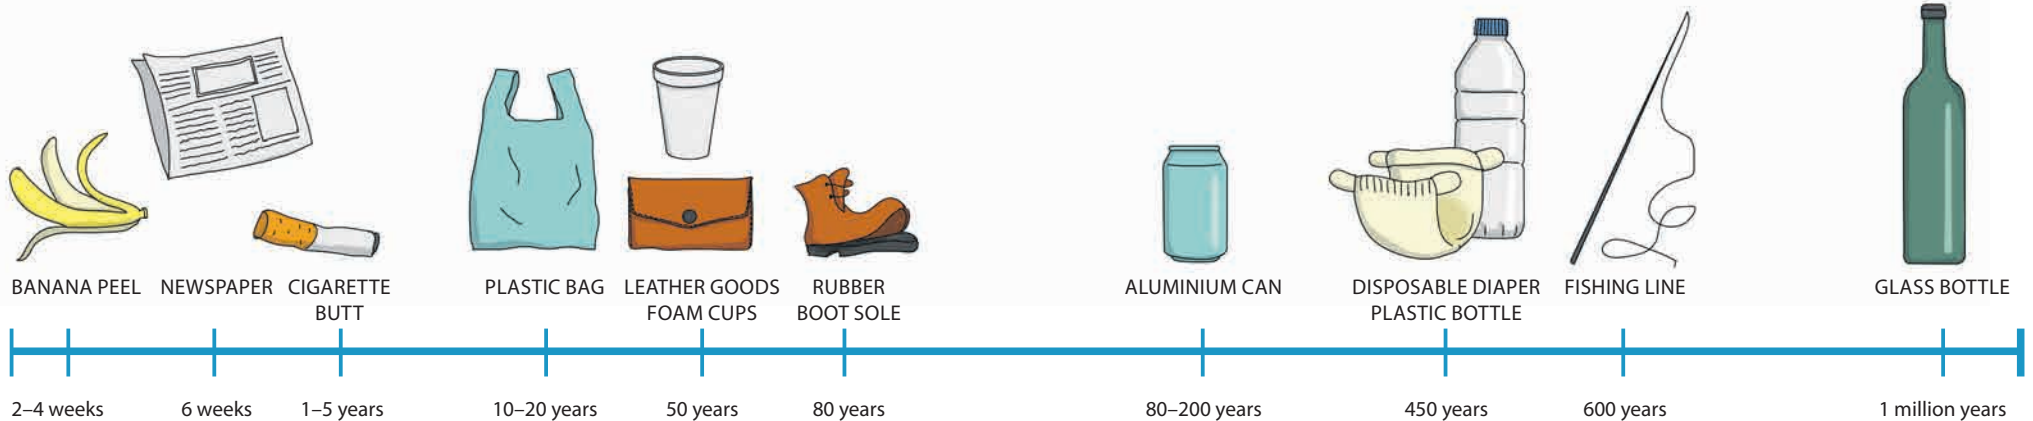 BANANA PEEL
NEWSPAPER
CIGARETTE
BUTT
PLASTIC BAG
LEATHER GOODS
FOAM CUPS
RUBBER
BOOT SOLE
ALUMINIUM CAN
DISPOSABLE DIAPER
PLASTIC BOTTLE
FISHING LINE
GLASS BOTTLE
2–4 weeks
6 weeks
1–5 years
10–20 years
50 years
80 years
80–200 years
450 years
600 years
1 million years